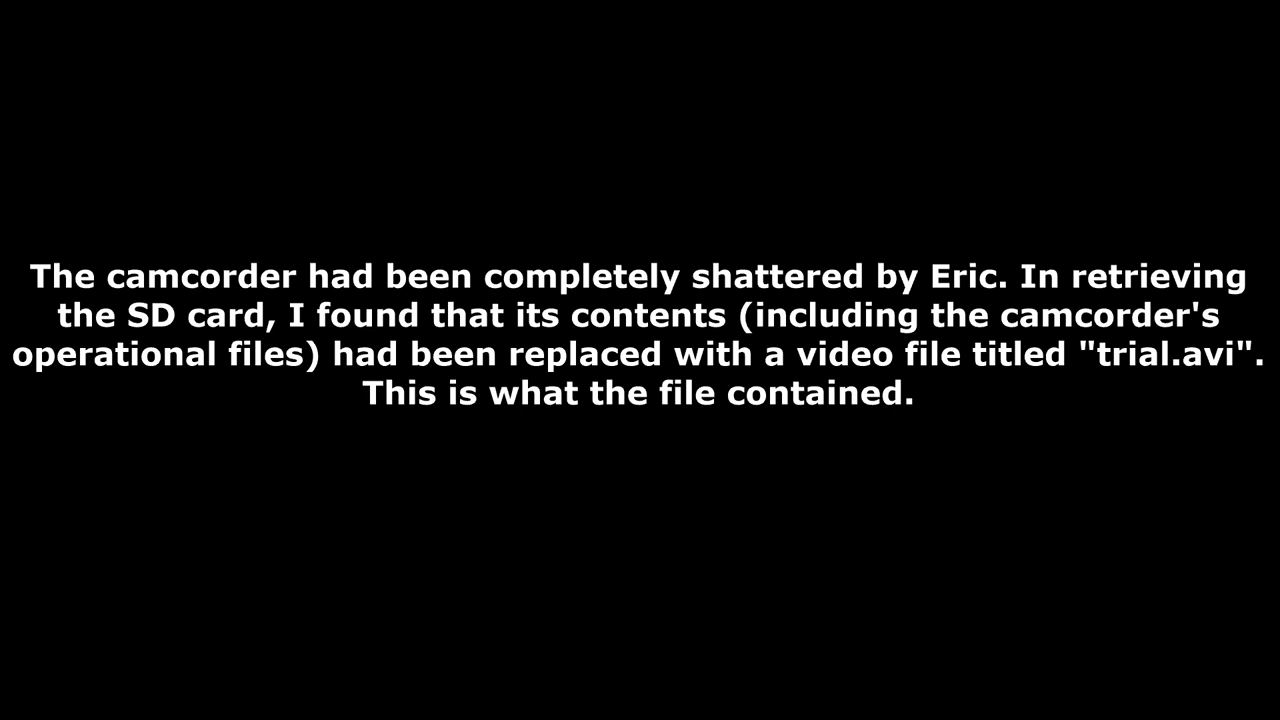 The camcorder had been completely shattered by Eric. In retrieving
the SD card, I found that its contents (including the camcorder's
operational files) had been replaced with a video file titled "trial.avi".
This is what the file contained.